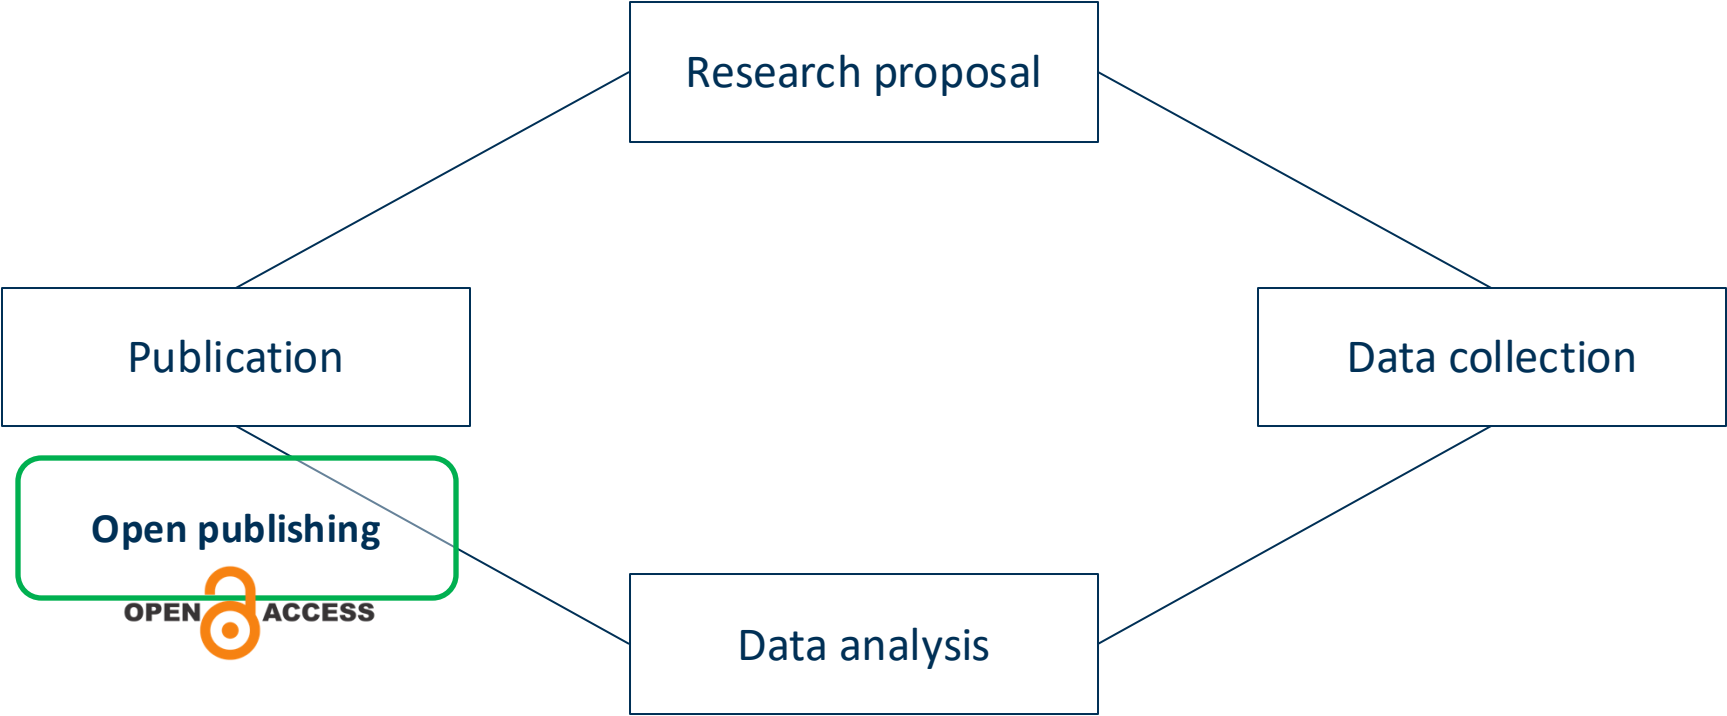 Research proposal
Publication
Data collection
Open publishing
OPEN ACCESS
Data analysis